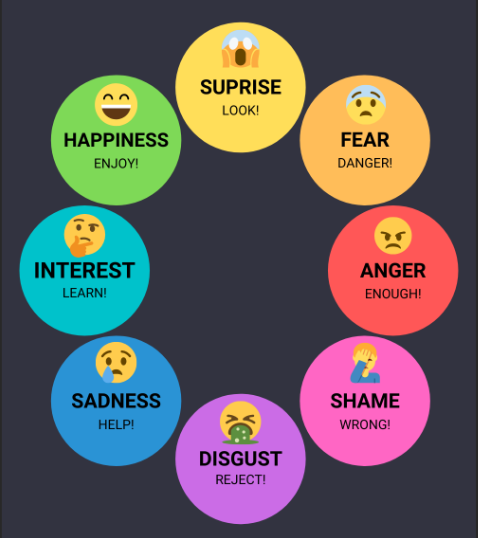 SUPRISE
LOOK!
HAPPINESS
ENJOY!
FEAR
DANGER!
INTEREST
LEARN!
ANGER
ENOUGH!
SADNESS
HELP!
SHAME
WRONG!
DISGUST
REJECT!